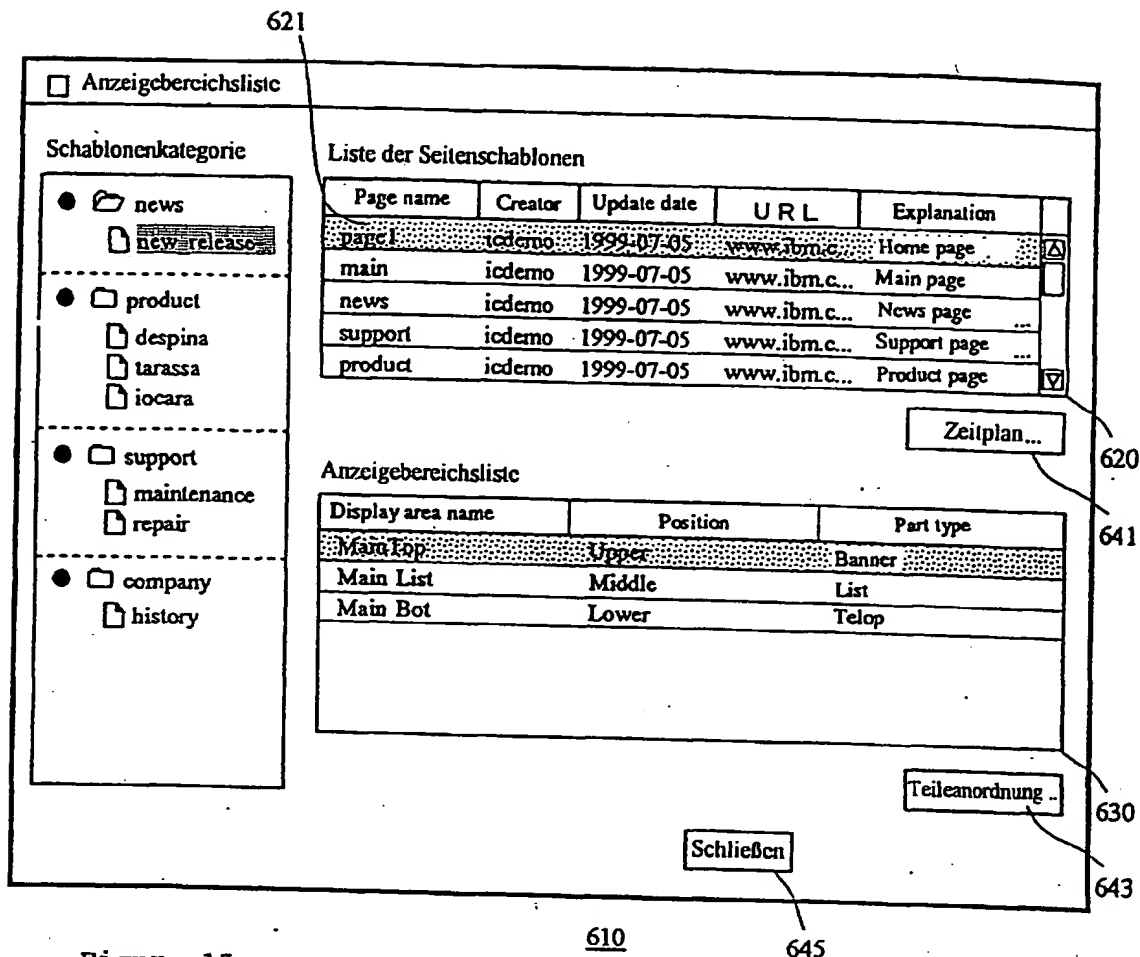 621
Anzeigebereichsliste
Schablonenkategorie
news
new release
product
despina
tarassa
iocara
support
maintenance
repair
company
history
Liste der Seitenschablonen
Page name Creator Update date URL Explanation
page1 icdemo 1999-07-05 www.ibm.c... Home page
main icdemo 1999-07-05 www.ibm.c... Main page
news icdemo 1999-07-05 www.ibm.c... News page ...
support icdemo 1999-07-05 www.ibm.c... Support page ...
product icdemo 1999-07-05 www.ibm.c... Product page
Zeitplan...
620
641
Anzeigebereichsliste
Display area name Position Part type
MainTop Upper Banner
Main List Middle List
Main Bot Lower Telop
Teileanordnung ..
630
643
Schließen
645
610